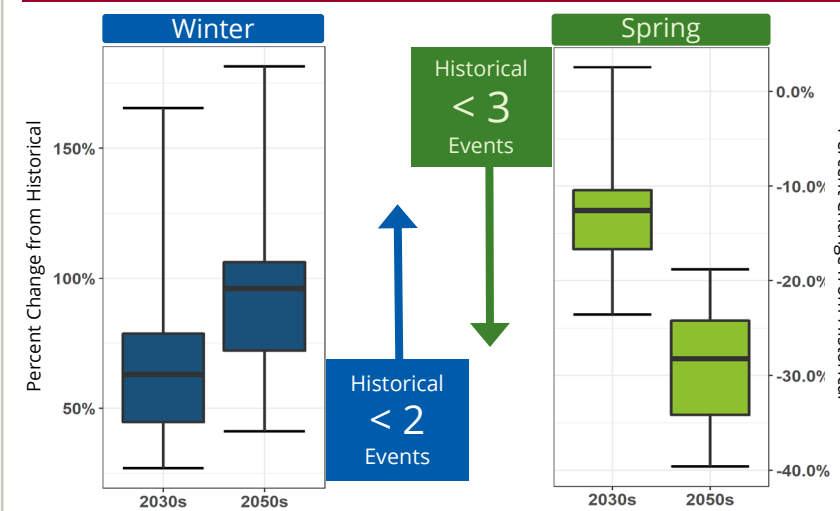 Winter
Spring
Percent Change from Historical
150%
100%
50%
2030s
2050s
Historical
< 3
Events
Historical
< 2
Events
0.0%
-10.0%
-20.0%
-30.0%
-40.0%
2030s
2050s